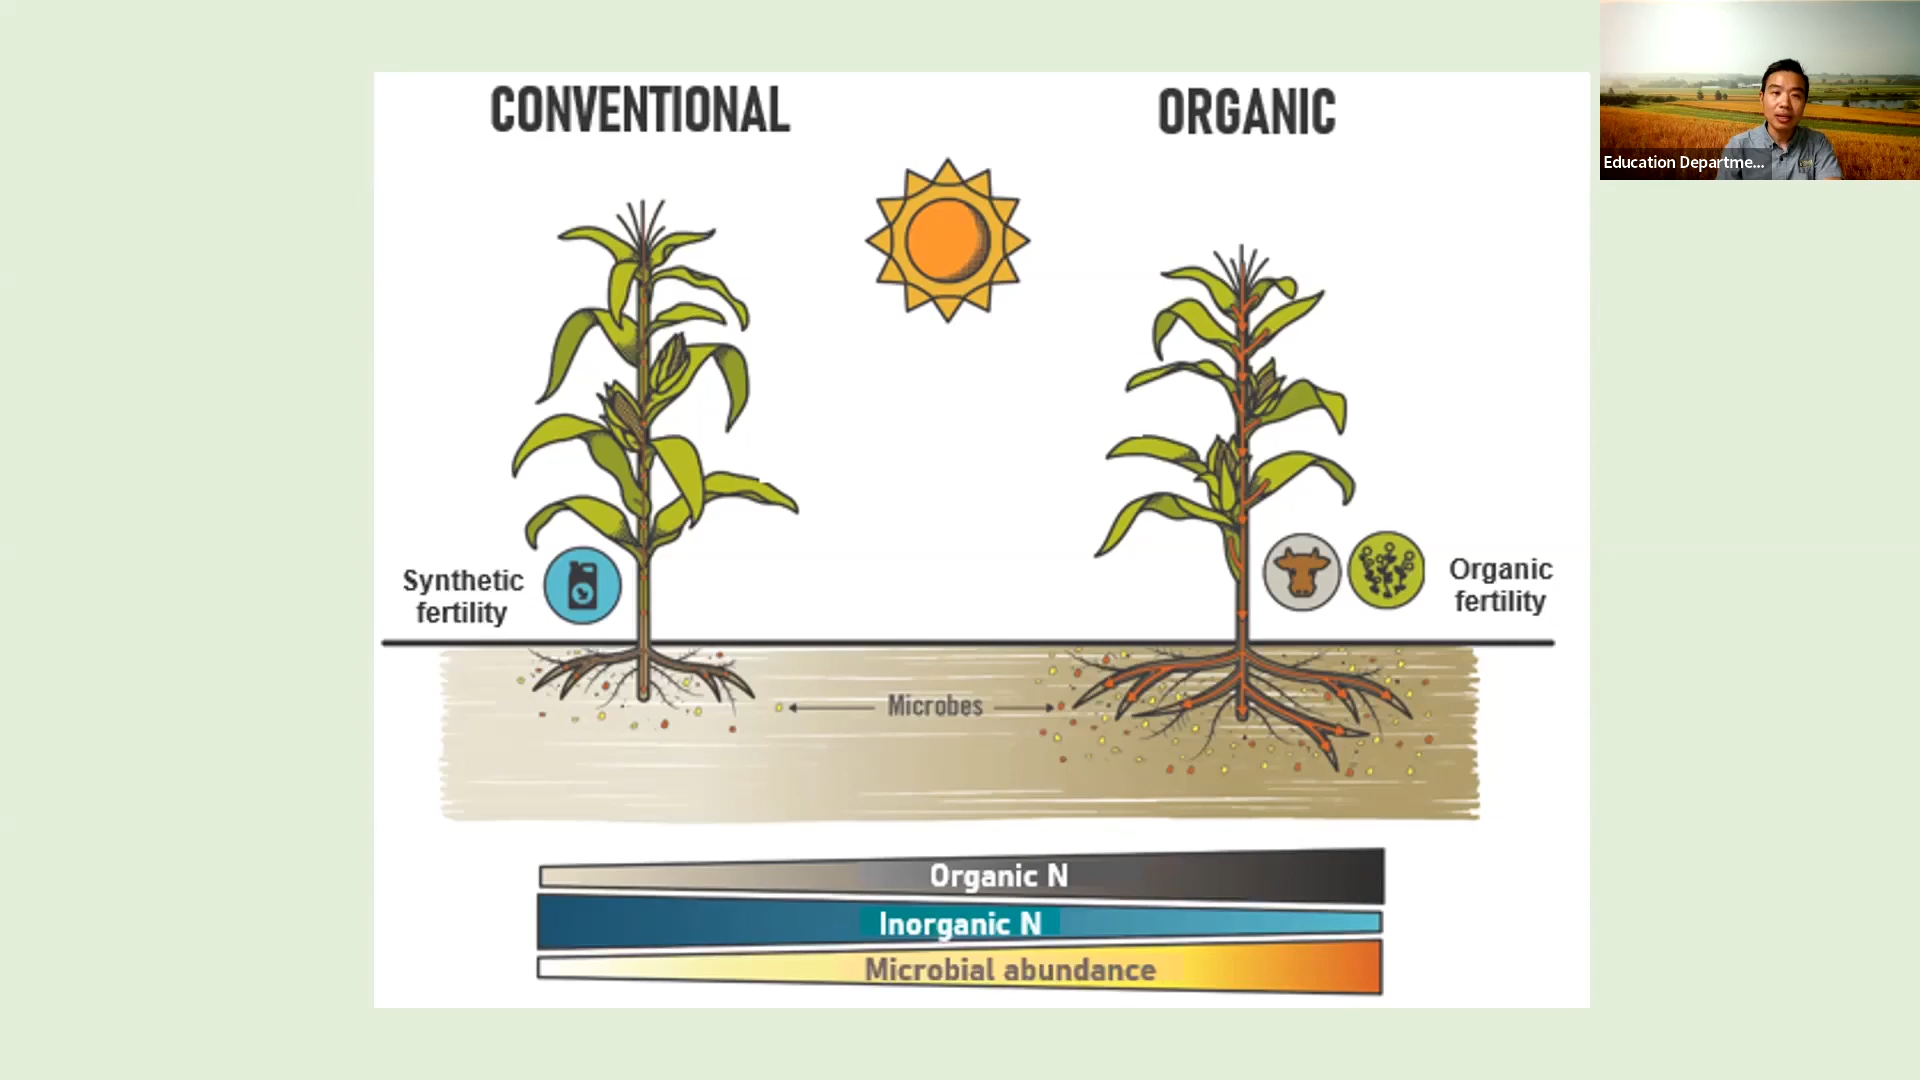 CONVENTIONAL
ORGANIC
Education Departme...
Synthetic
fertility
Organic
fertility
Microbes
Organic N
Inorganic N
Microbial abundance